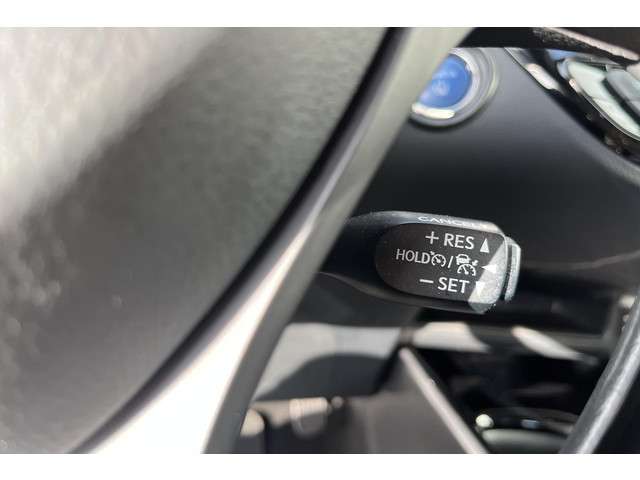 CANCEL
+ RES ▲
HOLD / ◀
− SET ▼